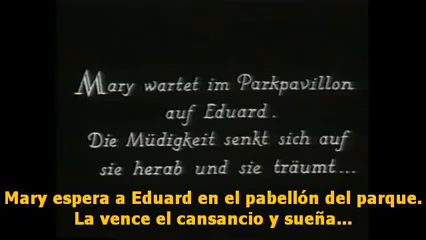 Mary wartet im Parkpavillon
auf Eduard.
Die Müdigkeit senkt sich auf
sie herab und sie träumt...
Mary espera a Eduard en el pabellón del parque.
La vence el cansancio y sueña...